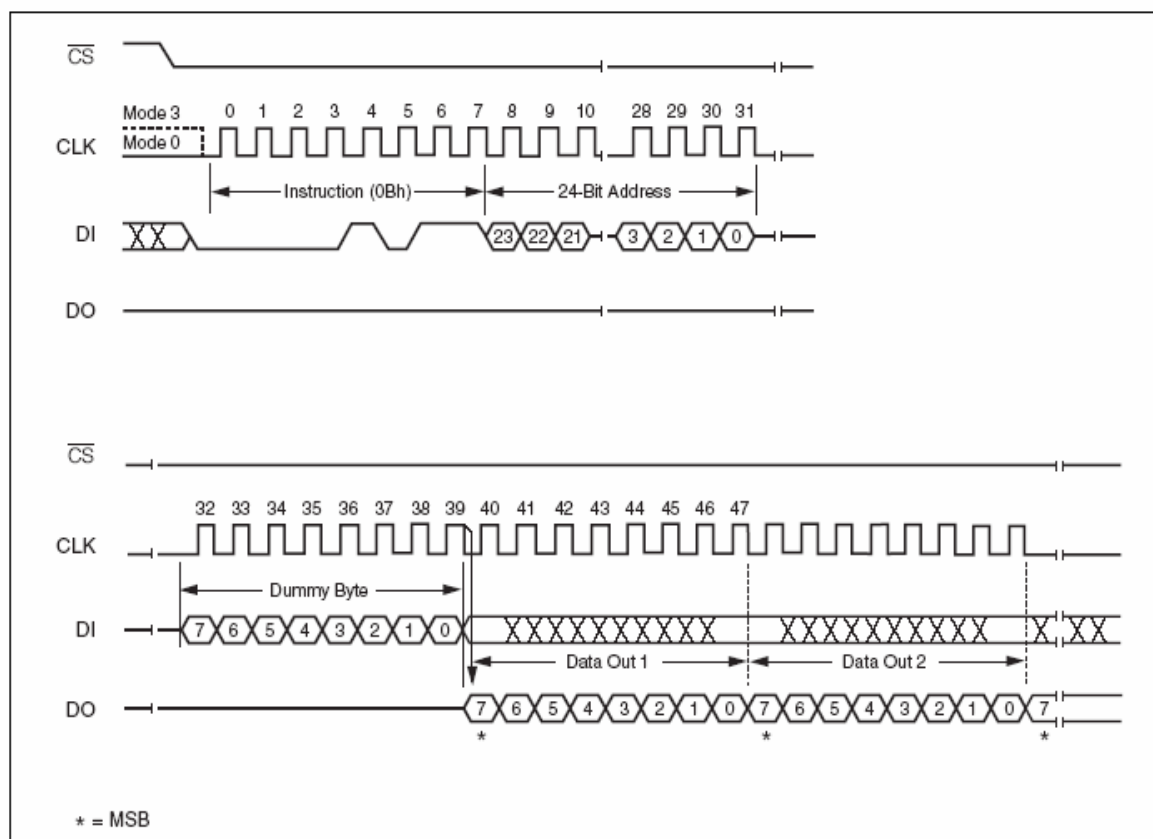 CS
Mode 3 0 1 2 3 4 5 6 7 8 9 10 28 29 30 31
CLK Mode 0
Instruction (0Bh) 24-Bit Address
DI 23 22 21 3 2 1 0
DO
CS
32 33 34 35 36 37 38 39 40 41 42 43 44 45 46 47
CLK
Dummy Byte
DI 7 6 5 4 3 2 1 0
Data Out 1 Data Out 2
DO 7 6 5 4 3 2 1 0 7 6 5 4 3 2 1 0 7
* * *
* = MSB